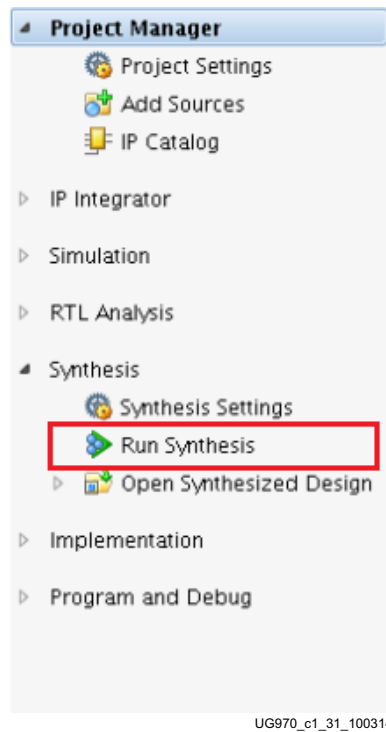 Project Manager
Project Settings
Add Sources
IP Catalog
IP Integrator
Simulation
RTL Analysis
Synthesis
Synthesis Settings
Run Synthesis
Open Synthesized Design
Implementation
Program and Debug
UG970_c1_31_10031